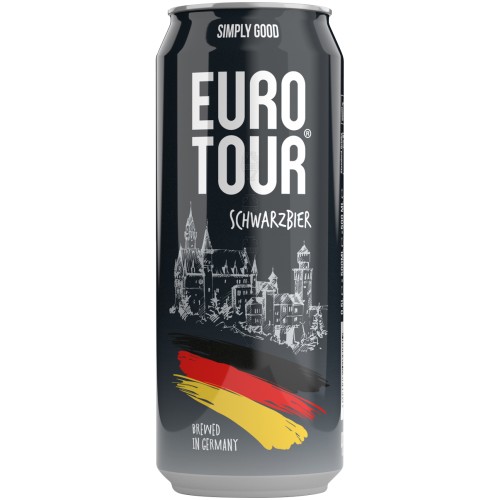 SIMPLY GOOD
EURO
TOUR®
SCHWARZBIER
BREWED
IN GERMANY